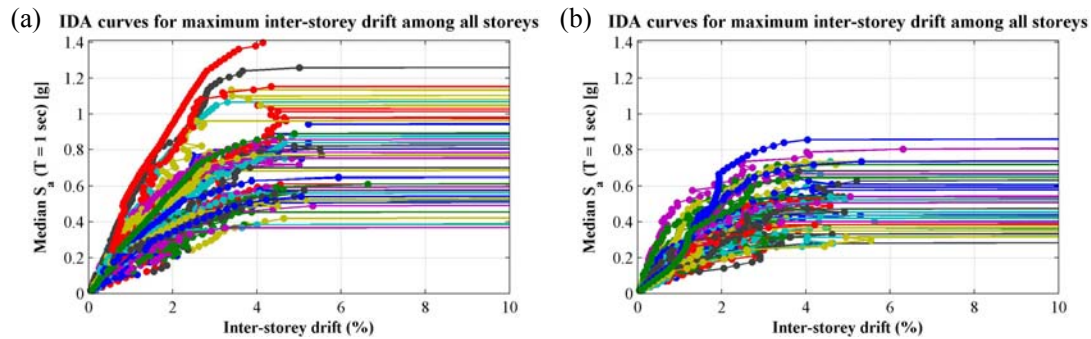 (a)
IDA curves for maximum inter-storey drift among all storeys
Median Sa (T = 1 sec) [g]
1.4
1.2
1
0.8
0.6
0.4
0.2
0
0 2 4 6 8 10
Inter-storey drift (%)
(b)
IDA curves for maximum inter-storey drift among all storeys
Median Sa (T = 1 sec) [g]
1.4
1.2
1
0.8
0.6
0.4
0.2
0
0 2 4 6 8 10
Inter-storey drift (%)